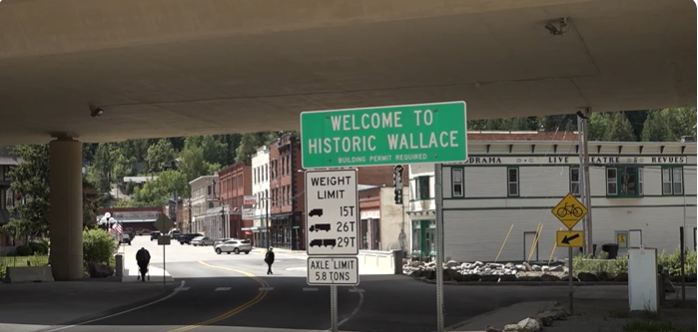 WELCOME TO
HISTORIC WALLACE
BUILDING PERMIT REQUIRED
WEIGHT
LIMIT
15T
26T
29T
AXLE LIMIT
5.8 TONS
DRAMA LIVE THEATRE & REVUES